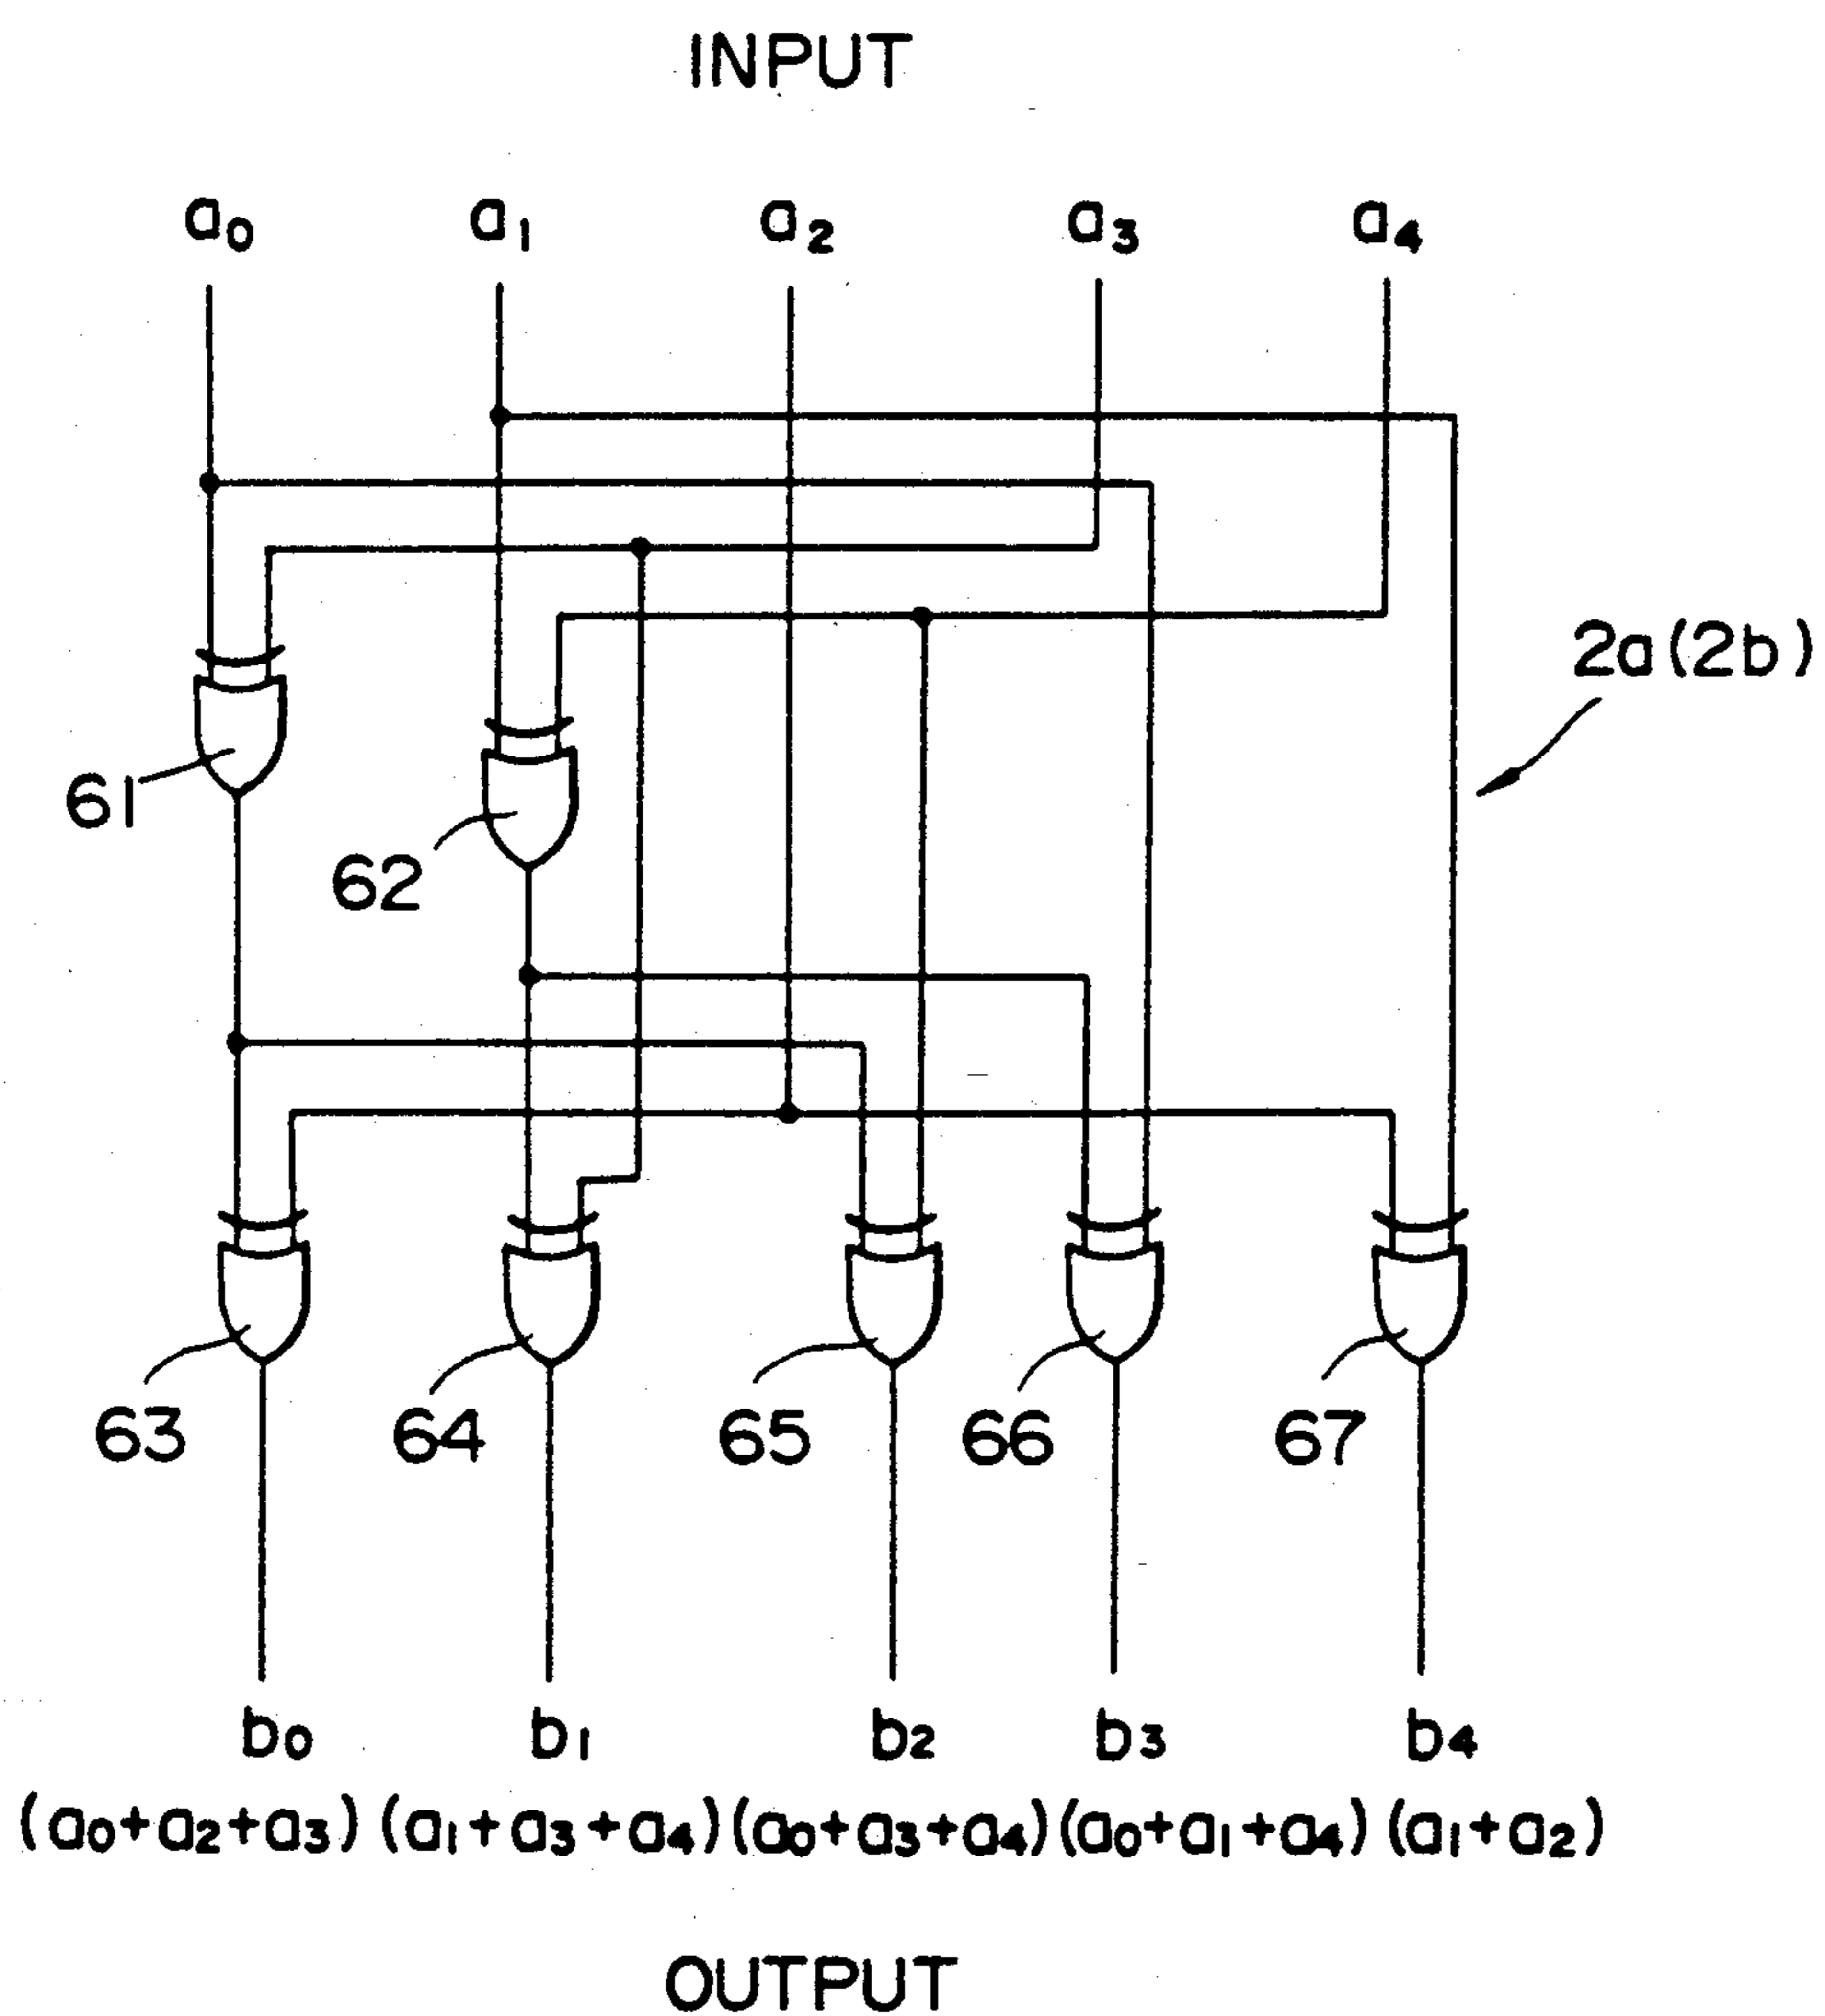 INPUT
a0 a1 a2 a3 a4
2a(2b)
61
62
63 64 65 66 67
b0 b1 b2 b3 b4
(a0+a2+a3) (a1+a3+a4) (a0+a3+a4) (a0+a1+a4) (a1+a2)
OUTPUT